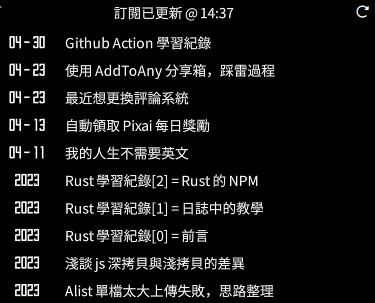 訂閱已更新 @ 14:37
04-30 Github Action 學習紀錄
04-23 使用 AddToAny 分享箱，踩雷過程
04-23 最近想更換評論系統
04-13 自動領取 Pixai 每日獎勵
04-11 我的人生不需要英文
2023 Rust 學習紀錄[2] = Rust 的 NPM
2023 Rust 學習紀錄[1] = 日誌中的教學
2023 Rust 學習紀錄[0] = 前言
2023 淺談 js 深拷貝與淺拷貝的差異
2023 Alist 單檔太大上傳失敗，思路整理